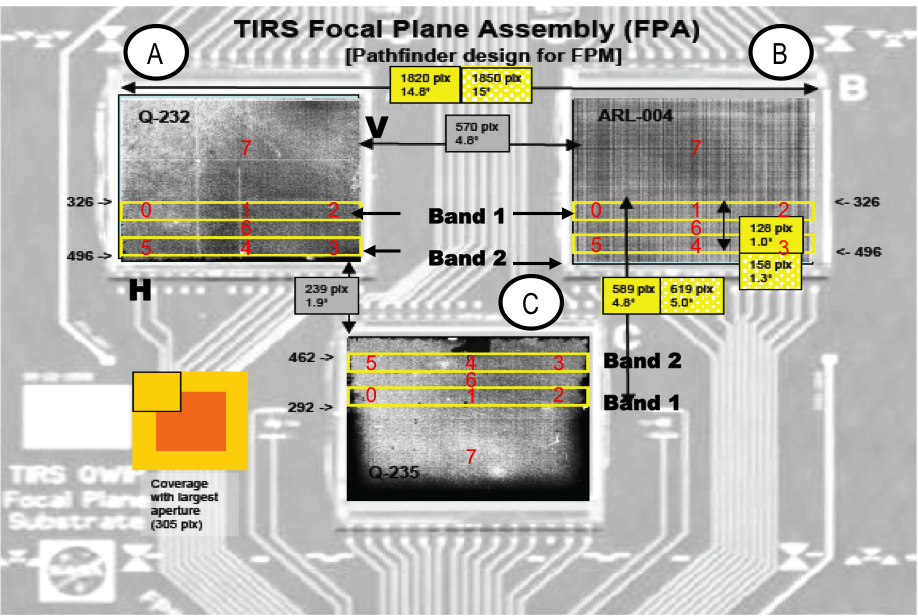 TIRS Focal Plane Assembly (FPA)
[Pathfinder design for FPM]
A
B
1820 pix
14.8°
1850 pix
15°
B
Q-232
V
570 pix
4.8°
ARL-004
7
7
326 ->
0 1 2
Band 1
0 1 2
<- 326
6
6
128 pix
1.0°
5 4 3
5 4 3
496 ->
Band 2
<- 496
158 pix
1.3°
H
239 pix
1.9°
C
589 pix
4.8°
619 pix
5.0°
C
462 ->
5 4 3
Band 2
6
0 1 2
Band 1
292 ->
7
Q-235
TIRS QWIP
Focal Plane
Substrate
Coverage
with largest
aperture
(305 pix)